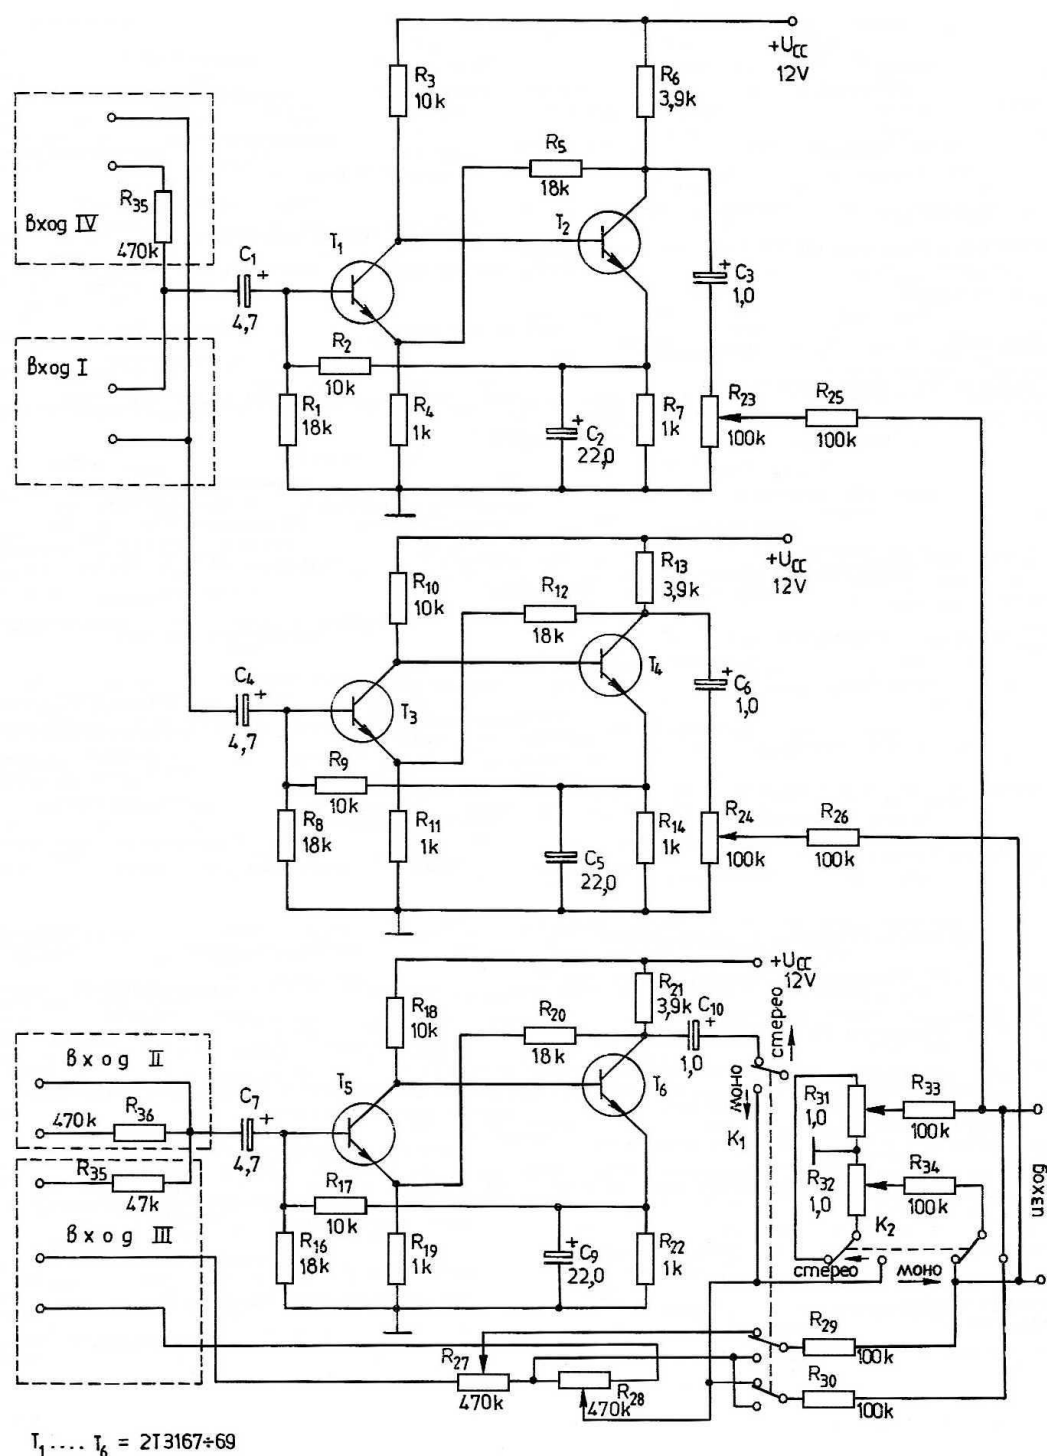 +U_CC
12V
R3
10k
R6
3,9k
R5
18k
вход IV
R35
470k
C1
+
4,7
T1
T2
+
C3
1,0
вход I
R2
10k
R1
18k
R4
1k
+
C2
22,0
R7
1k
R23
100k
R25
100k
+U_CC
12V
R10
10k
R12
18k
R13
3,9k
C4
+
4,7
T3
T4
+
C6
1,0
R9
10k
R8
18k
R11
1k
+
C5
22,0
R14
1k
R24
100k
R26
100k
+U_CC
12V
R18
10k
R20
18k
R21
3,9k
C10
+
1,0
стерео
вход II
470k
R36
C7
+
4,7
T5
T6
моно
K1
R31
1,0
R33
100k
R35
47k
R32
1,0
R34
100k
K2
изход
вход III
R17
10k
R16
18k
R19
1k
+
C9
22,0
R22
1k
стерео
моно
R27
470k
R28
470k
R29
100k
R30
100k
T1 .... T6 = 2T3167÷69